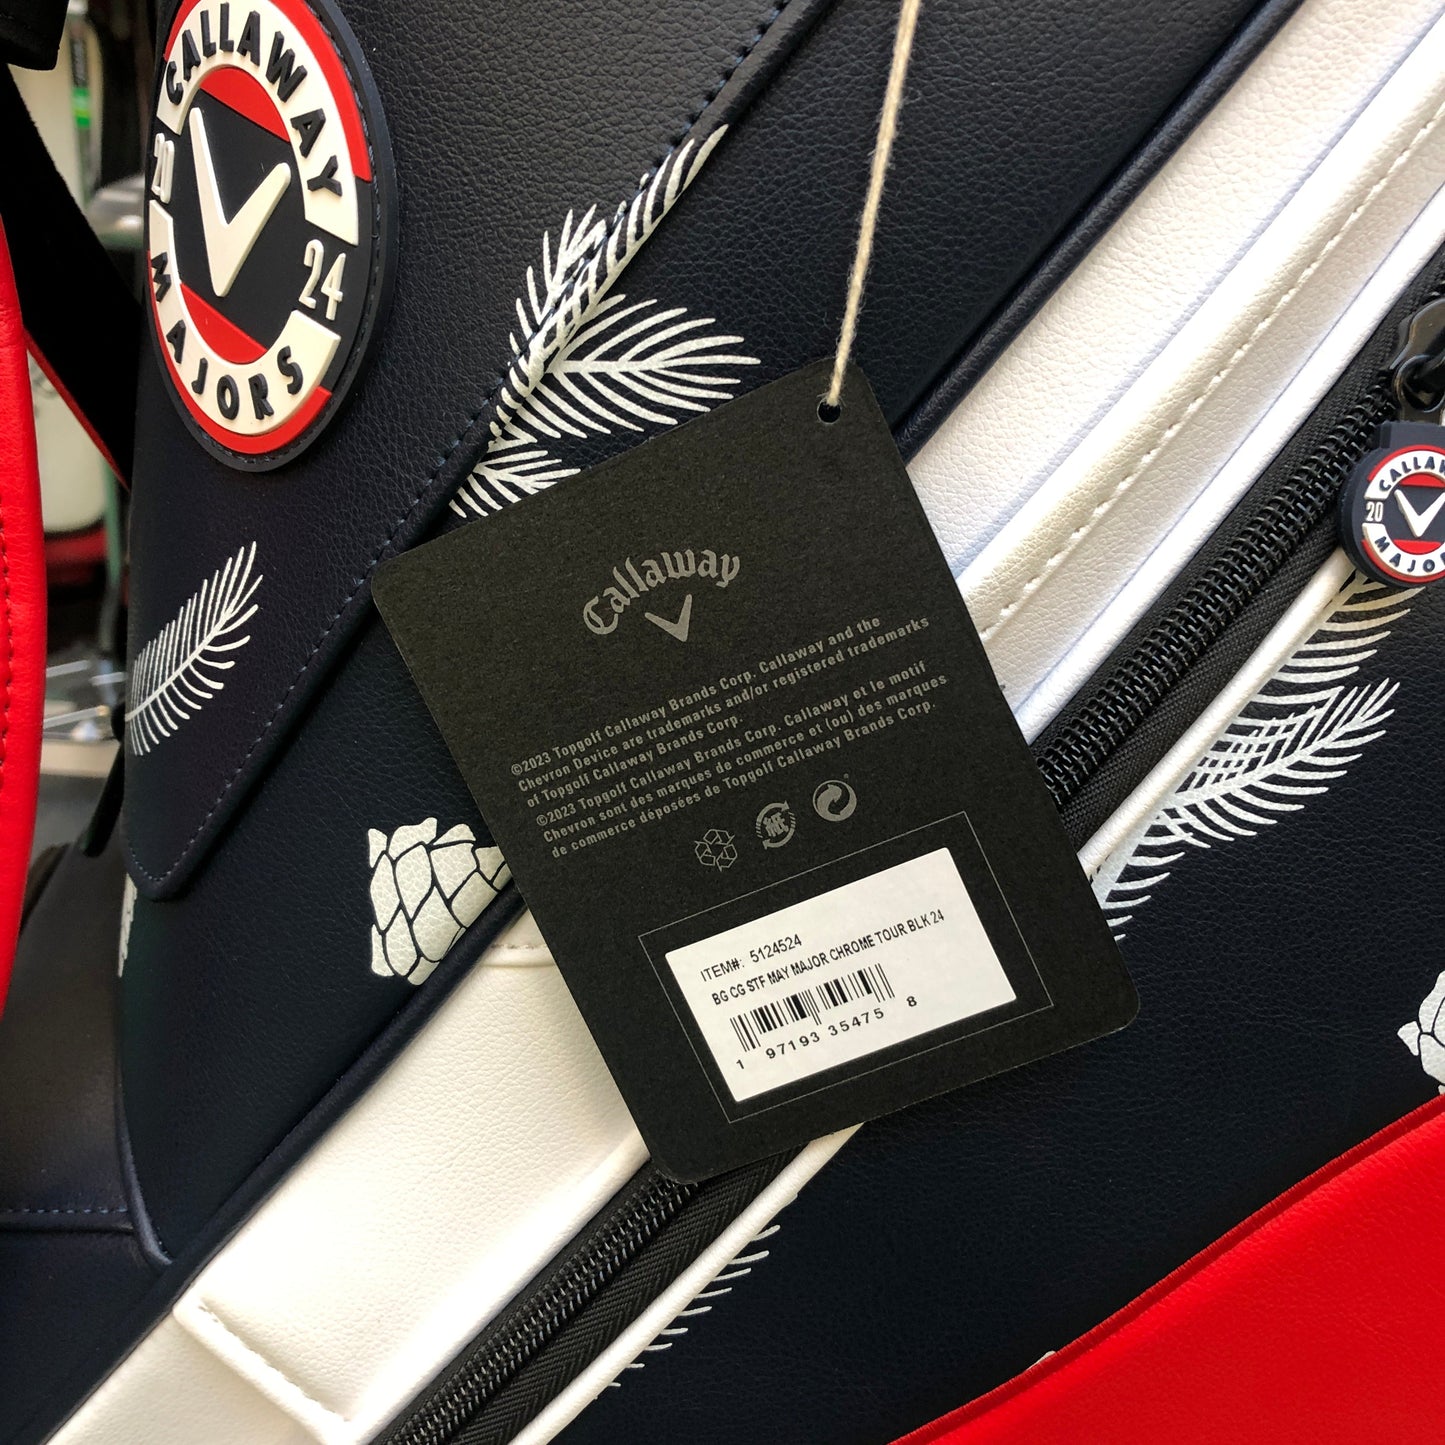 CALLAWAY
20 24
MAJORS
Callaway
©2023 Topgolf Callaway Brands Corp. Callaway and the
Chevron Device are trademarks and/or registered trademarks
of Topgolf Callaway Brands Corp.
©2023 Topgolf Callaway Brands Corp. Callaway et le motif
Chevron sont des marques de commerce et (ou) des marques
de commerce déposées de Topgolf Callaway Brands Corp.
ITEM#: 5124524
BG CG STF MAY MAJOR CHROME TOUR BLK 24
1 97193 35475 8
CALLAW
20
MAJOR